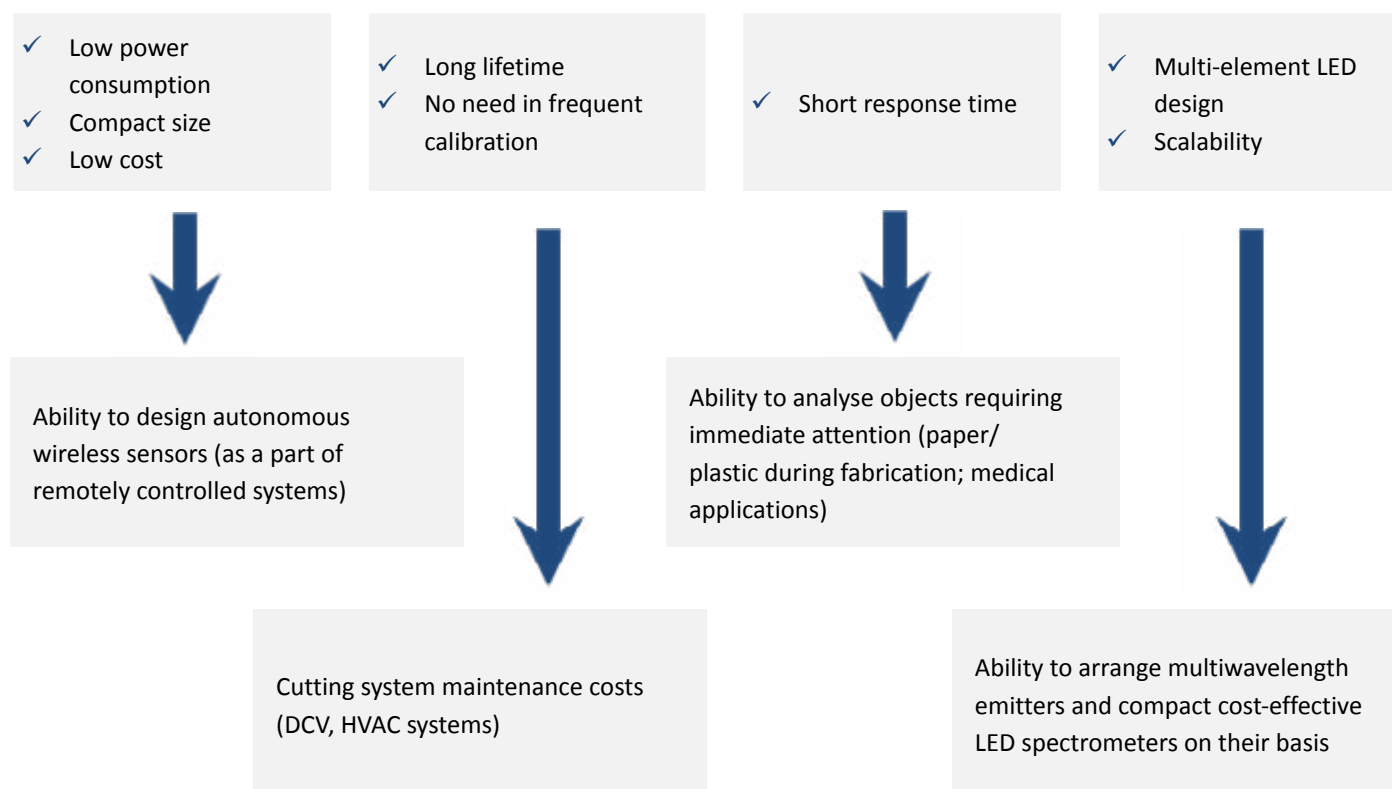 ✓ Low power
consumption
✓ Compact size
✓ Low cost
✓ Long lifetime
✓ No need in frequent
calibration
✓ Short response time
✓ Multi-element LED
design
✓ Scalability
Ability to design autonomous
wireless sensors (as a part of
remotely controlled systems)
Ability to analyse objects requiring
immediate attention (paper/
plastic during fabrication; medical
applications)
Cutting system maintenance costs
(DCV, HVAC systems)
Ability to arrange multiwavelength
emitters and compact cost-effective
LED spectrometers on their basis